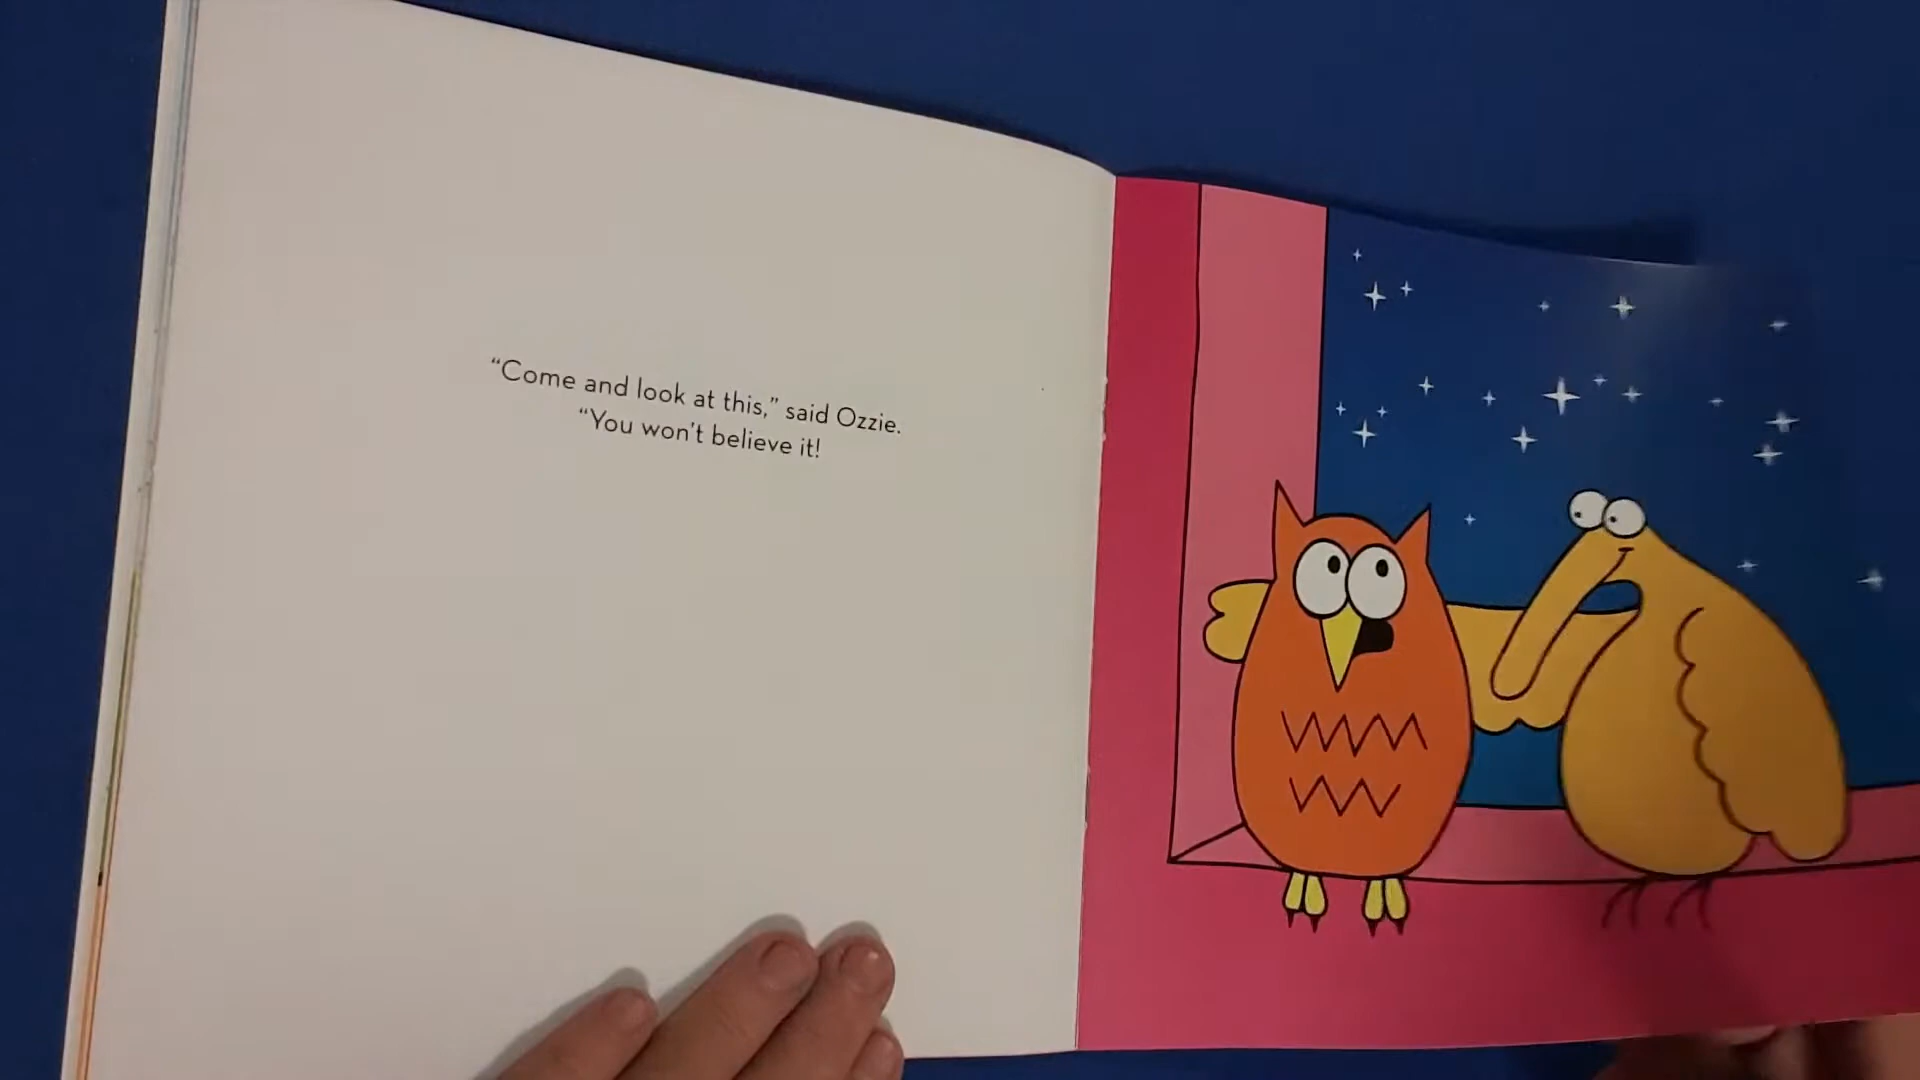 “Come and look at this,” said Ozzie.
“You won’t believe it!